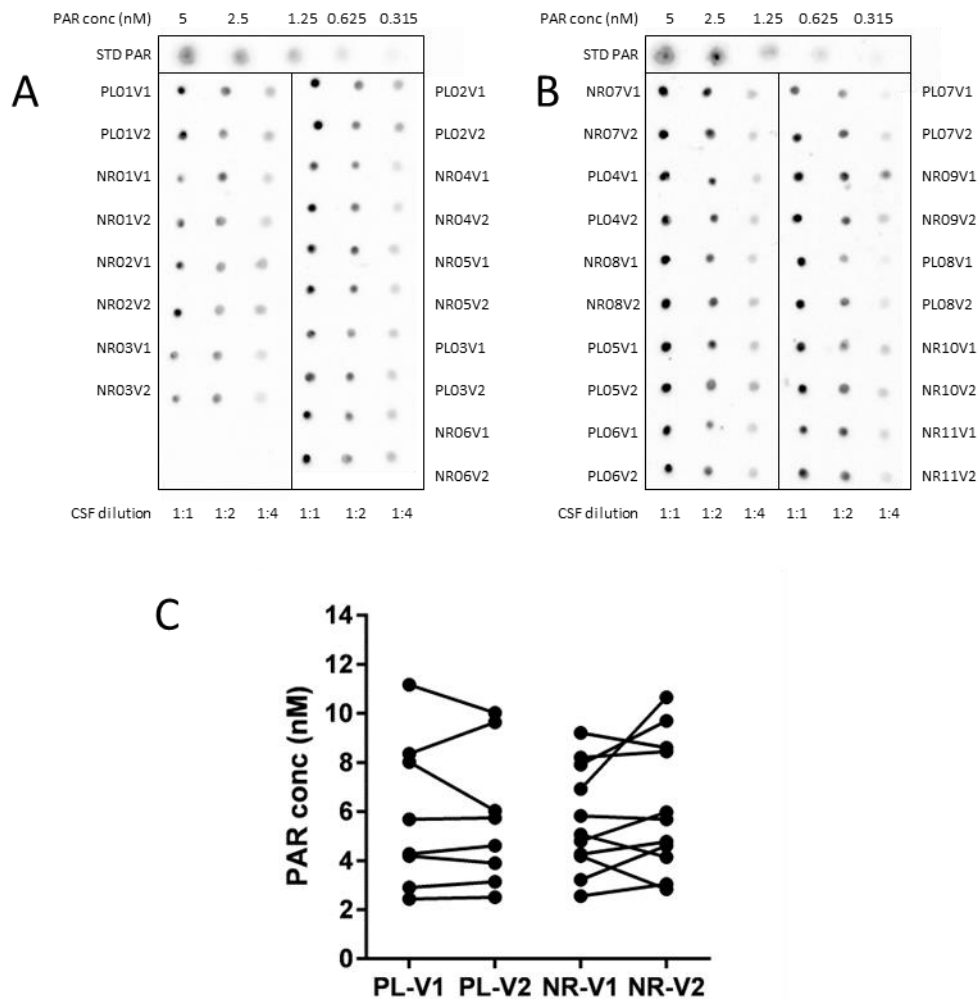 PAR conc (nM) 5 2.5 1.25 0.625 0.315
STD PAR
A
PL01V1 PL02V1
PL01V2 PL02V2
NR01V1 NR04V1
NR01V2 NR04V2
NR02V1 NR05V1
NR02V2 NR05V2
NR03V1 PL03V1
NR03V2 PL03V2
NR06V1
NR06V2
CSF dilution 1:1 1:2 1:4 1:1 1:2 1:4
PAR conc (nM) 5 2.5 1.25 0.625 0.315
STD PAR
B
NR07V1 PL07V1
NR07V2 PL07V2
PL04V1 NR09V1
PL04V2 NR09V2
NR08V1 PL08V1
NR08V2 PL08V2
PL05V1 NR10V1
PL05V2 NR10V2
PL06V1 NR11V1
PL06V2 NR11V2
CSF dilution 1:1 1:2 1:4 1:1 1:2 1:4
C
PAR conc (nM)
14
12
10
8
6
4
2
0
PL-V1 PL-V2 NR-V1 NR-V2